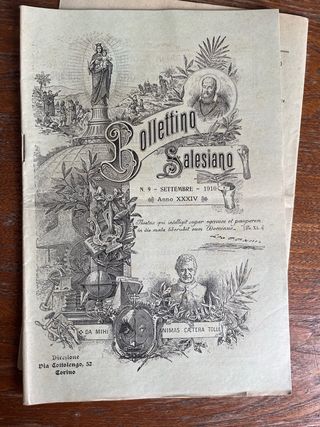 Bollettino
Salesiano
N. 9 - SETTEMBRE - 1910
Anno XXXIV
Beatus qui intelligit super egenum et pauperem:
in die mala liberabit eum Dominus. (Ps. XL.)
DA MIHI ANIMAS CÆTERA TOLLE
Direzione
Via Cottolengo, 32
Torino